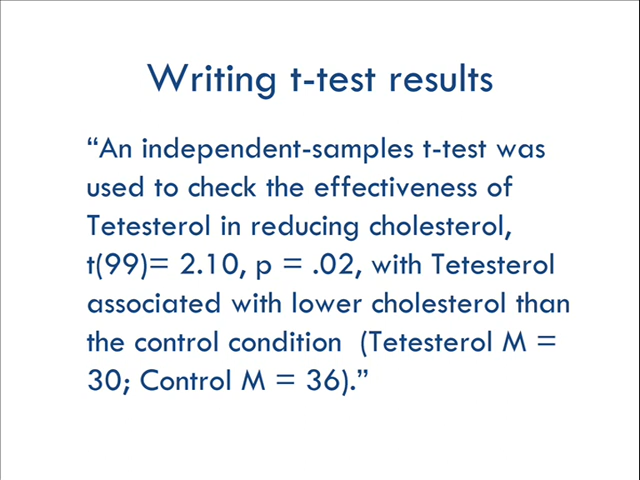 Writing t-test results
“An independent-samples t-test was
used to check the effectiveness of
Tetesterol in reducing cholesterol,
t(99)= 2.10, p = .02, with Tetesterol
associated with lower cholesterol than
the control condition  (Tetesterol M =
30; Control M = 36).”